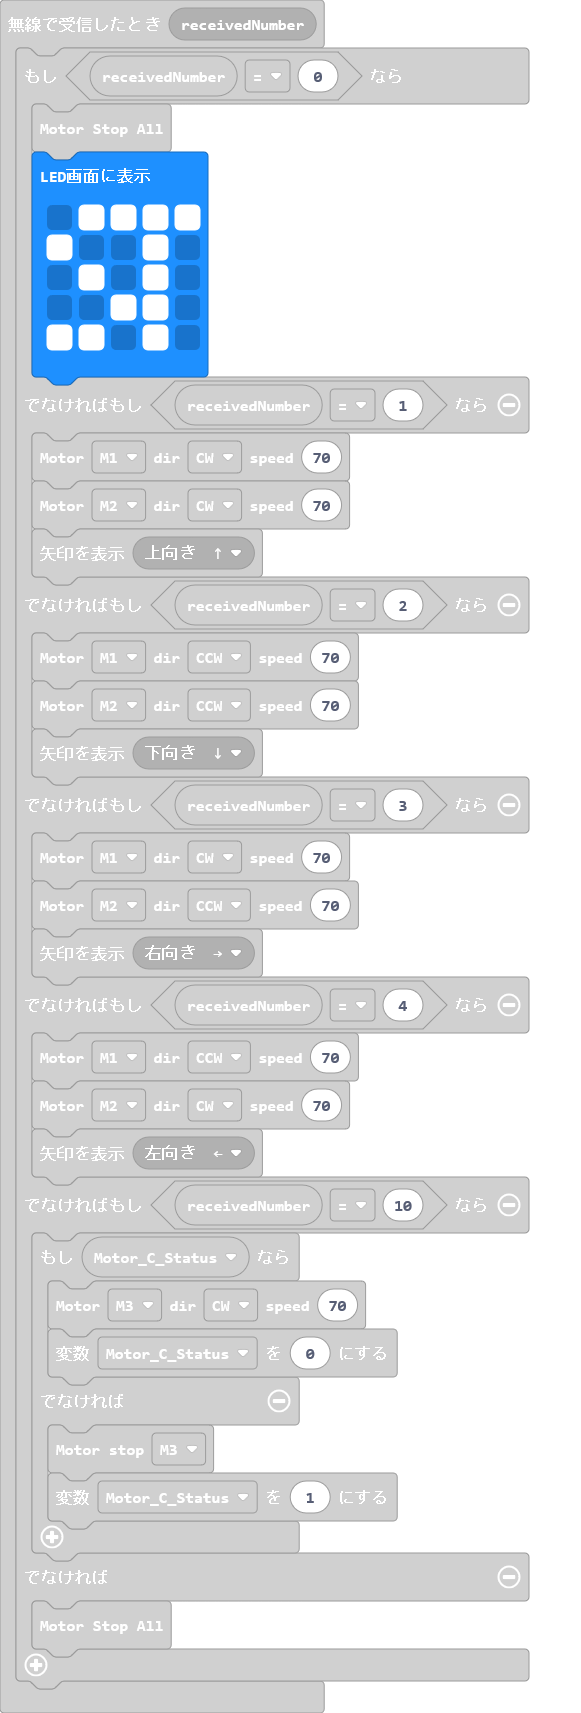 無線で受信したとき receivedNumber
もし receivedNumber = 0 なら
Motor Stop All
LED画面に表示
でなければもし receivedNumber = 1 なら
Motor M1 dir CW speed 70
Motor M2 dir CW speed 70
矢印を表示 上向き ↑
でなければもし receivedNumber = 2 なら
Motor M1 dir CCW speed 70
Motor M2 dir CCW speed 70
矢印を表示 下向き ↓
でなければもし receivedNumber = 3 なら
Motor M1 dir CW speed 70
Motor M2 dir CCW speed 70
矢印を表示 右向き →
でなければもし receivedNumber = 4 なら
Motor M1 dir CCW speed 70
Motor M2 dir CW speed 70
矢印を表示 左向き ←
でなければもし receivedNumber = 10 なら
もし Motor_C_Status なら
Motor M3 dir CW speed 70
変数 Motor_C_Status を 0 にする
でなければ
Motor stop M3
変数 Motor_C_Status を 1 にする
でなければ
Motor Stop All